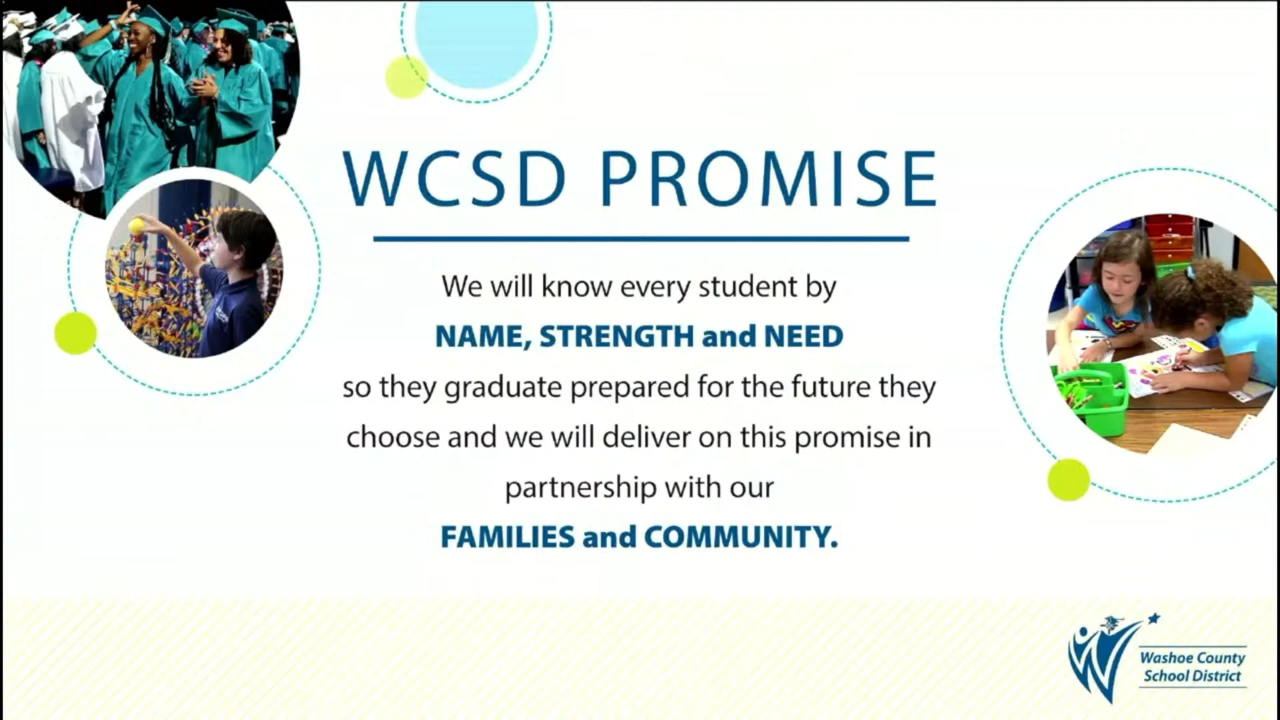 WCSD PROMISE
We will know every student by
NAME, STRENGTH and NEED
so they graduate prepared for the future they
choose and we will deliver on this promise in
partnership with our
FAMILIES and COMMUNITY.
Washoe County
School District